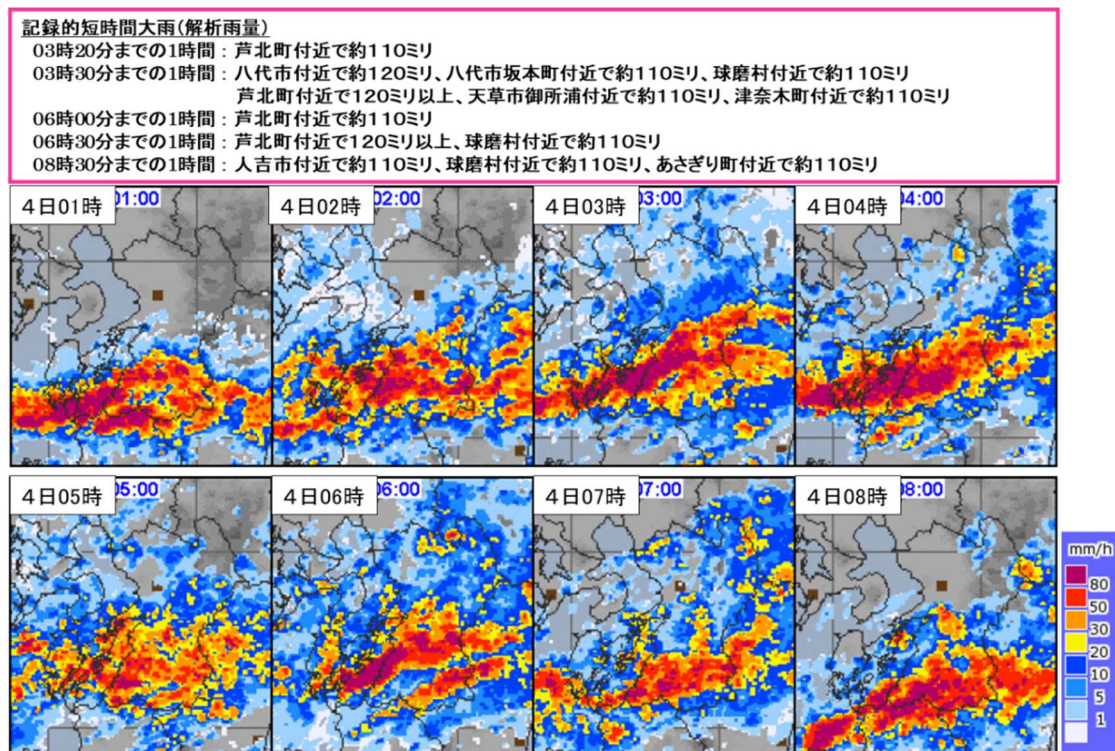 記録的短時間大雨(解析雨量)
03時20分までの1時間:芦北町付近で約110ミリ
03時30分までの1時間:八代市付近で約120ミリ、八代市坂本町付近で約110ミリ、球磨村付近で約110ミリ
芦北町付近で120ミリ以上、天草市御所浦付近で約110ミリ、津奈木町付近で約110ミリ
06時00分までの1時間:芦北町付近で約110ミリ
06時30分までの1時間:芦北町付近で120ミリ以上、球磨村付近で約110ミリ
08時30分までの1時間:人吉市付近で約110ミリ、球磨村付近で約110ミリ、あさぎり町付近で約110ミリ
4日01時 01:00
4日02時 02:00
4日03時 03:00
4日04時 04:00
4日05時 05:00
4日06時 06:00
4日07時 07:00
4日08時 08:00
mm/h
80
50
30
20
10
5
1